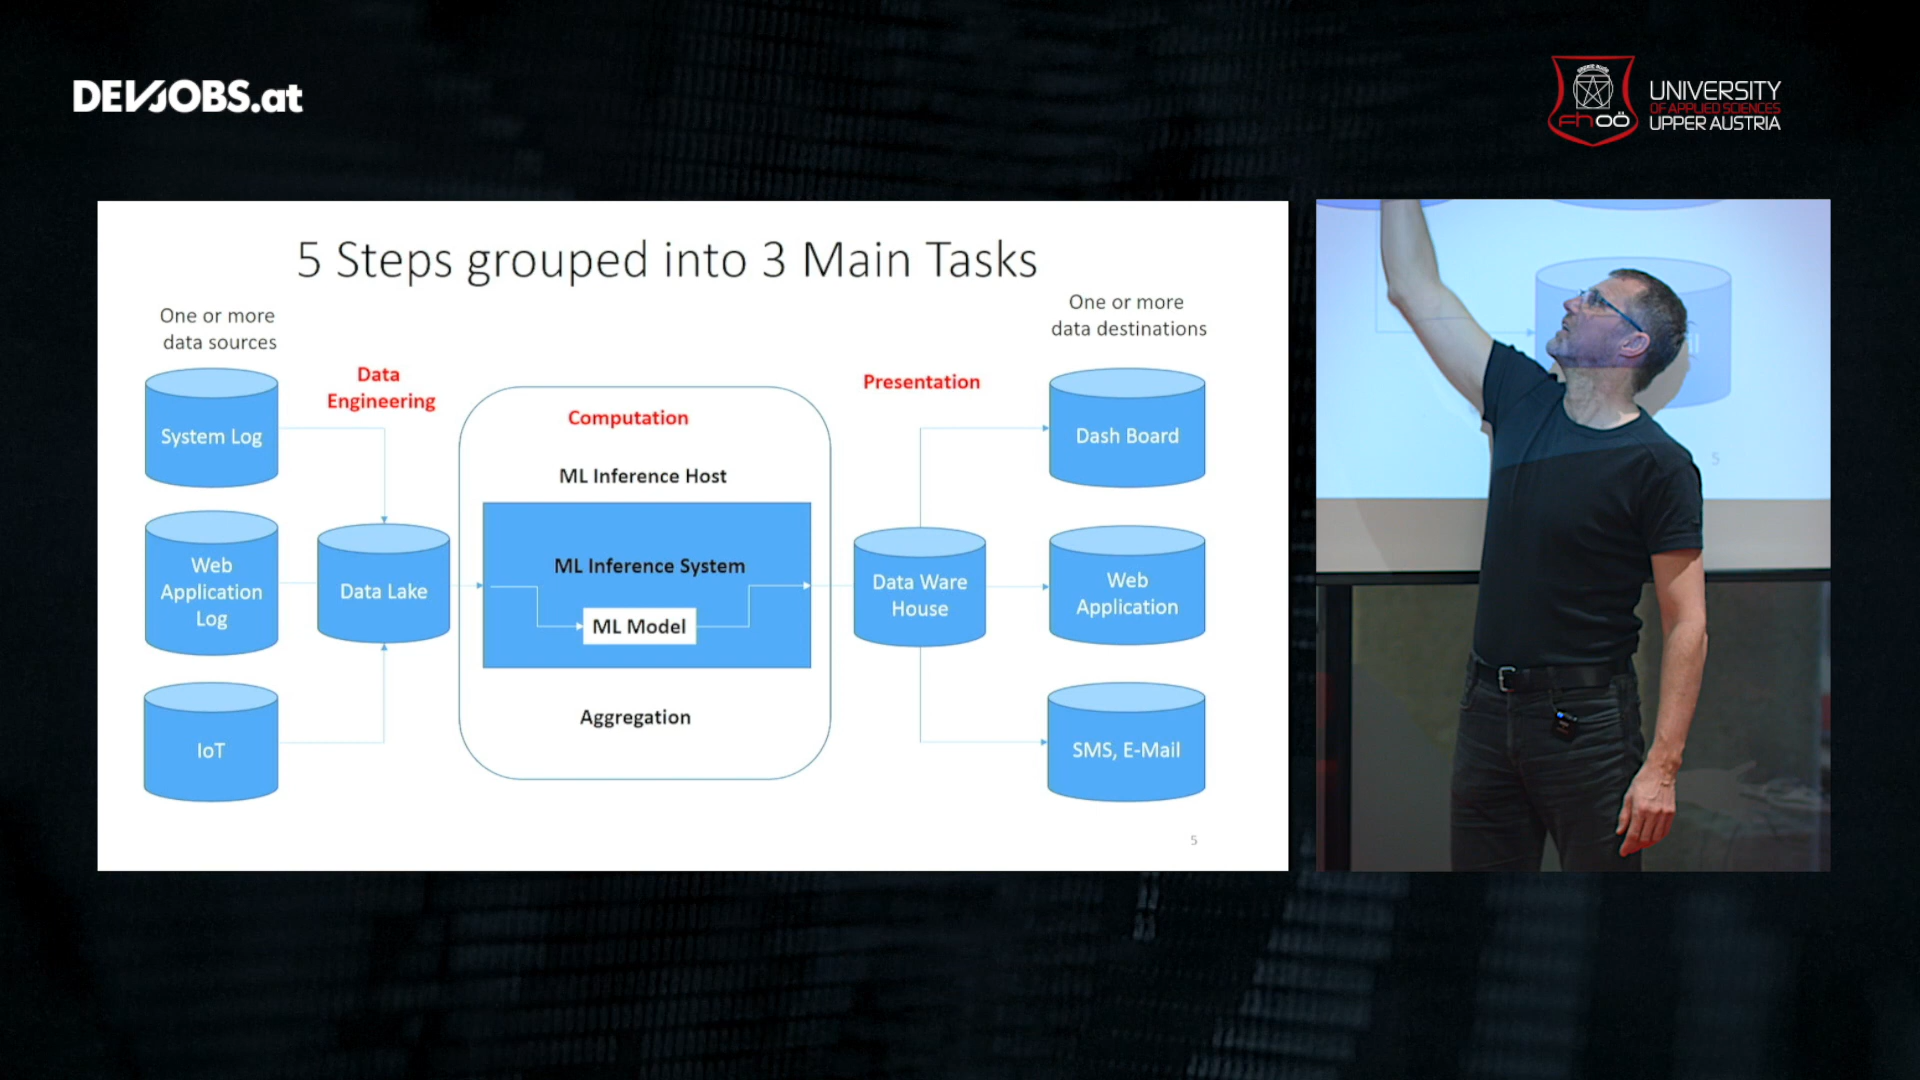 DEVJOBS.at
fhoö
UNIVERSITY
OF APPLIED SCIENCES
UPPER AUSTRIA
5 Steps grouped into 3 Main Tasks
One or more
data sources
One or more
data destinations
Data
Engineering
Computation
Presentation
System Log
ML Inference Host
Dash Board
Web
Application
Log
Data Lake
ML Inference System
ML Model
Data Ware
House
Web
Application
IoT
Aggregation
SMS, E-Mail
5
5